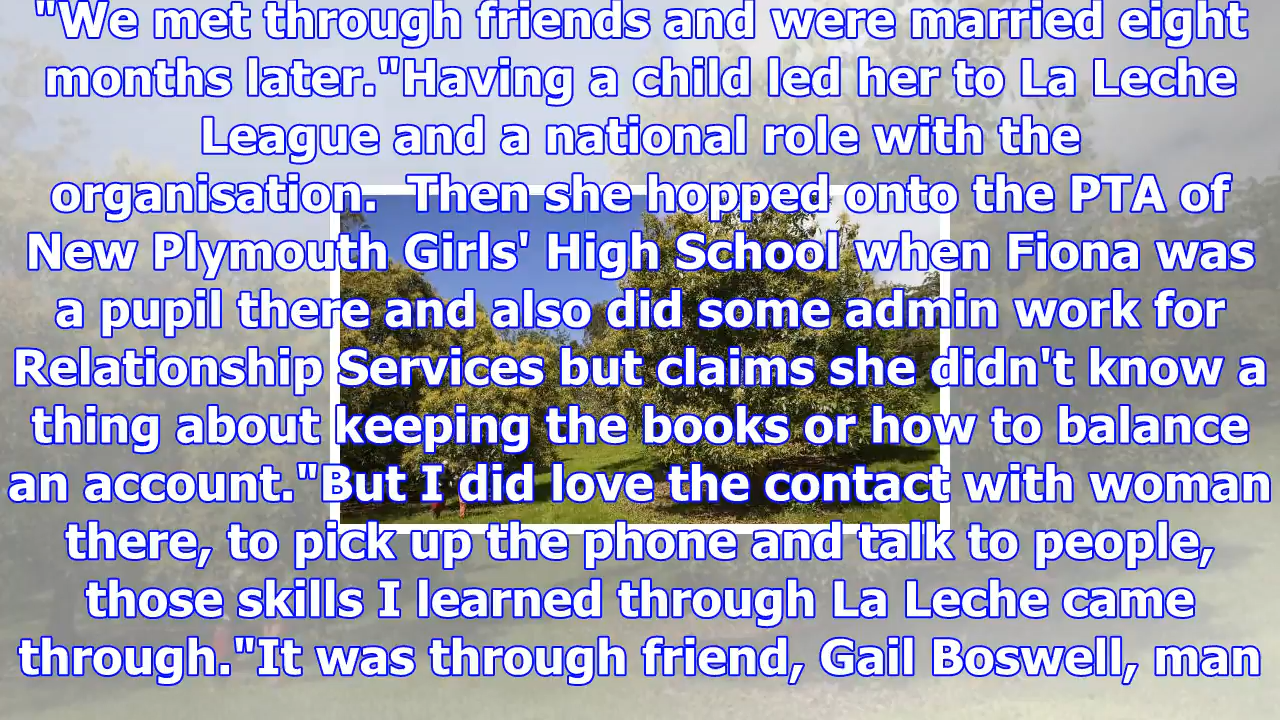 "We met through friends and were married eight
months later."Having a child led her to La Leche
League and a national role with the
organisation.  Then she hopped onto the PTA of
New Plymouth Girls' High School when Fiona was
a pupil there and also did some admin work for
Relationship Services but claims she didn't know a
thing about keeping the books or how to balance
an account."But I did love the contact with woman
there, to pick up the phone and talk to people,
those skills I learned through La Leche came
through."It was through friend, Gail Boswell, man